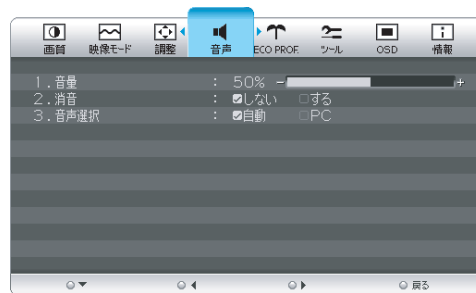 画質 映像モード 調整 音声 ECO PROF. ツール OSD 情報
1.音量 : 50% − +
2.消音 : ☑しない □する
3.音声選択 : ☑自動 □PC
○▼ ○◀ ○▶ ○戻る